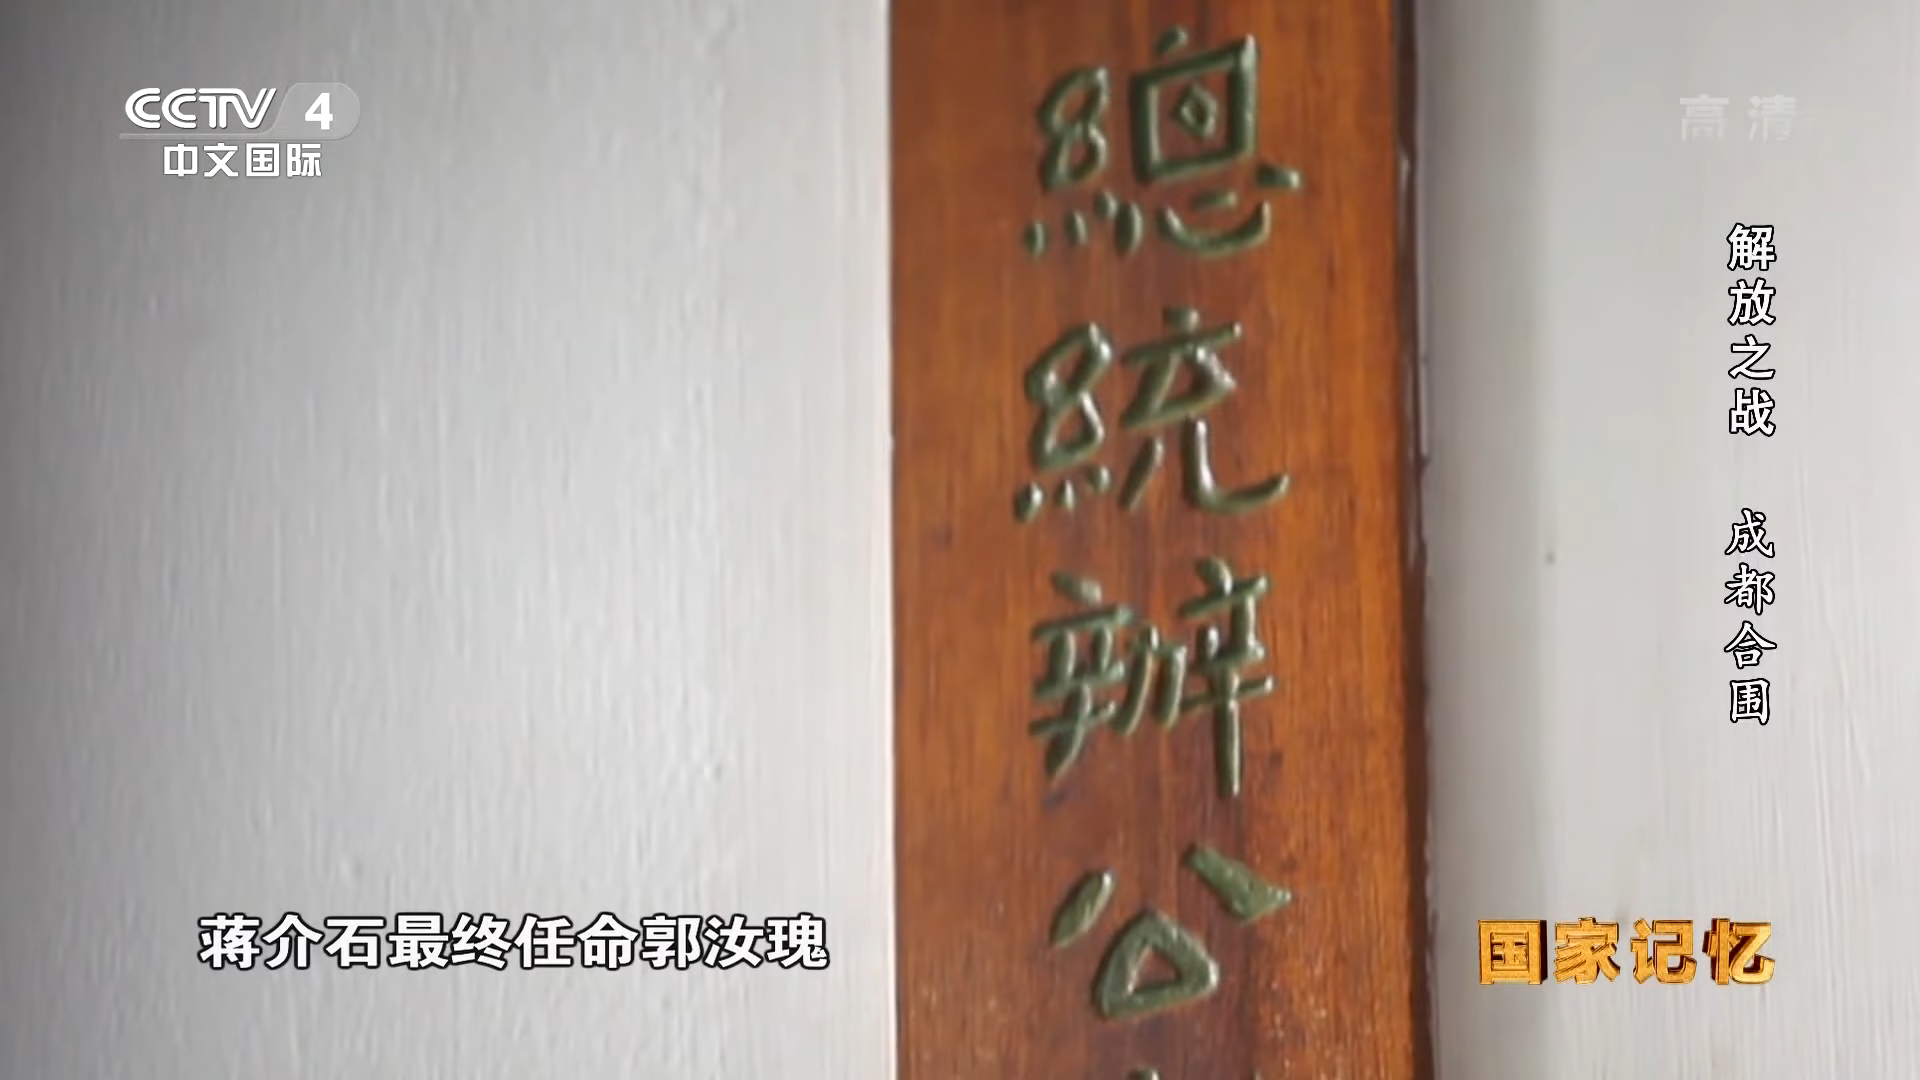 CCTV 4
中文国际
高清
總統辦公
解放之战 成都合围
蒋介石最终任命郭汝瑰
国家记忆